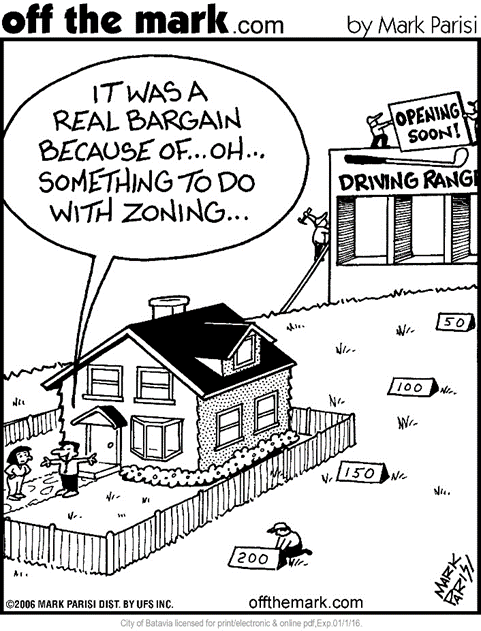 off the mark.com by Mark Parisi
IT WAS A
REAL BARGAIN
BECAUSE OF...OH...
SOMETHING TO DO
WITH ZONING...
OPENING
SOON!
DRIVING RANGE
50
100
150
200
MARK
PARISI
©2006 MARK PARISI DIST. BY UFS INC. offthemark.com
City of Batavia licensed for print/electronic & online pdf,Exp.01/1/16.